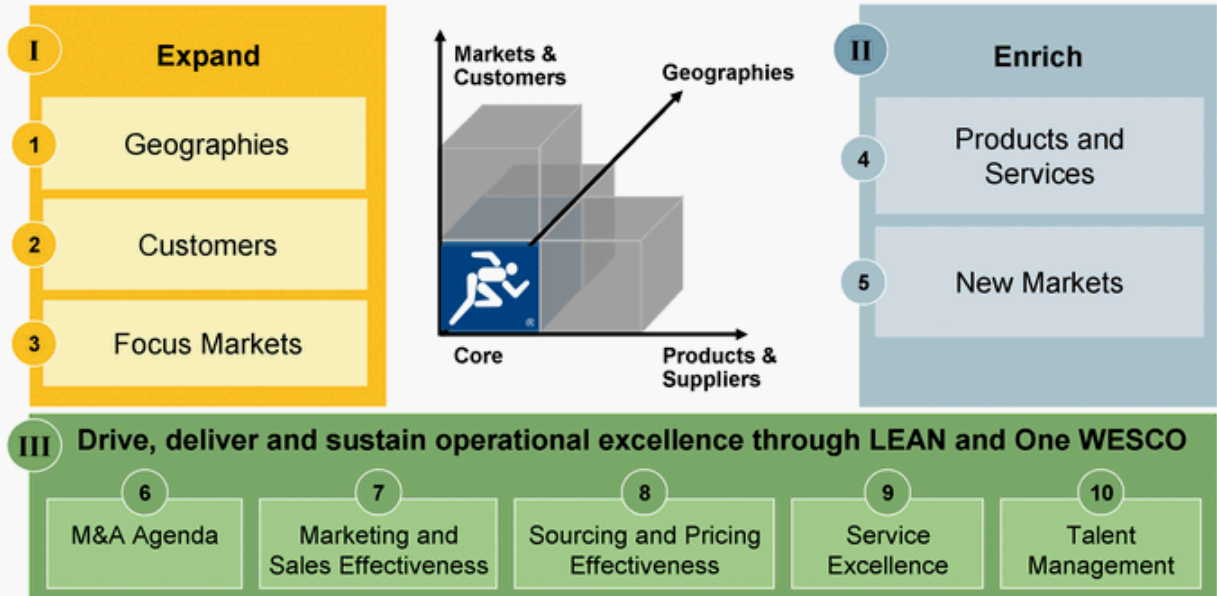 I
Expand
1
Geographies
2
Customers
3
Focus Markets
Markets &
Customers
Geographies
®
Core
Products &
Suppliers
II
Enrich
4
Products and
Services
5
New Markets
III
Drive, deliver and sustain operational excellence through LEAN and One WESCO
6
M&A Agenda
7
Marketing and
Sales Effectiveness
8
Sourcing and Pricing
Effectiveness
9
Service
Excellence
10
Talent
Management